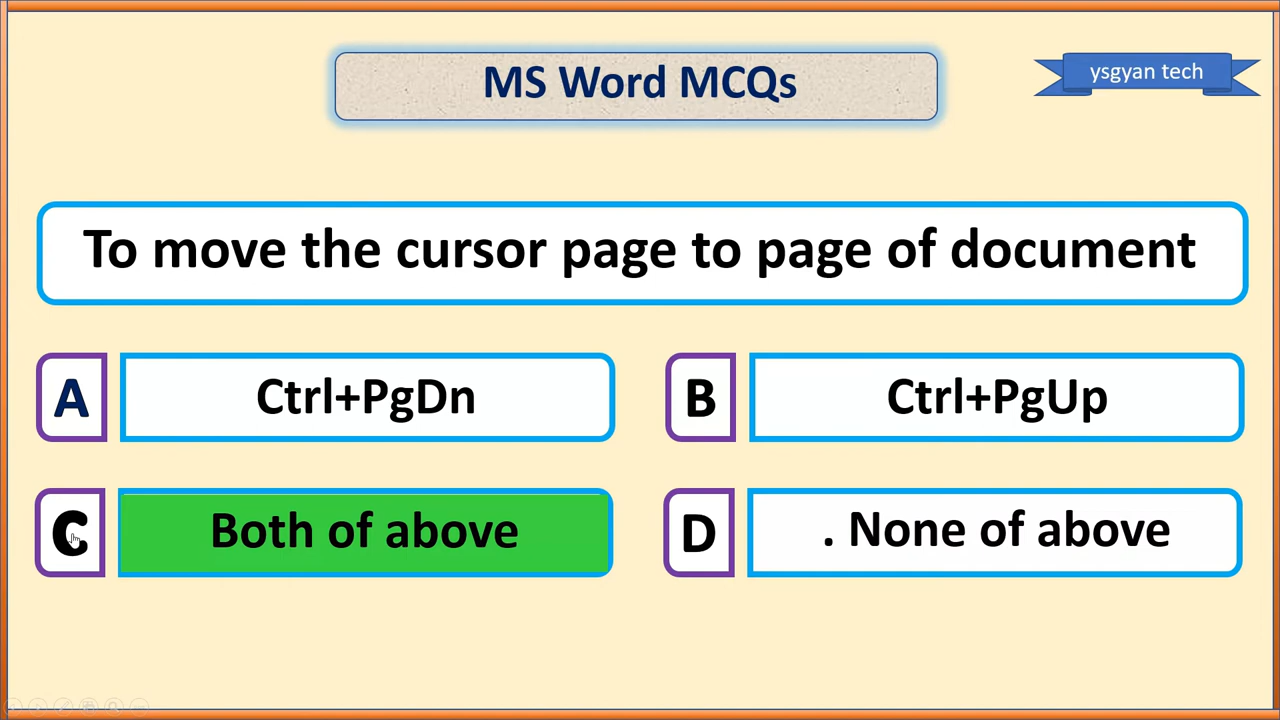 MS Word MCQs
ysgyan tech
To move the cursor page to page of document
A
Ctrl+PgDn
B
Ctrl+PgUp
C
Both of above
D
. None of above